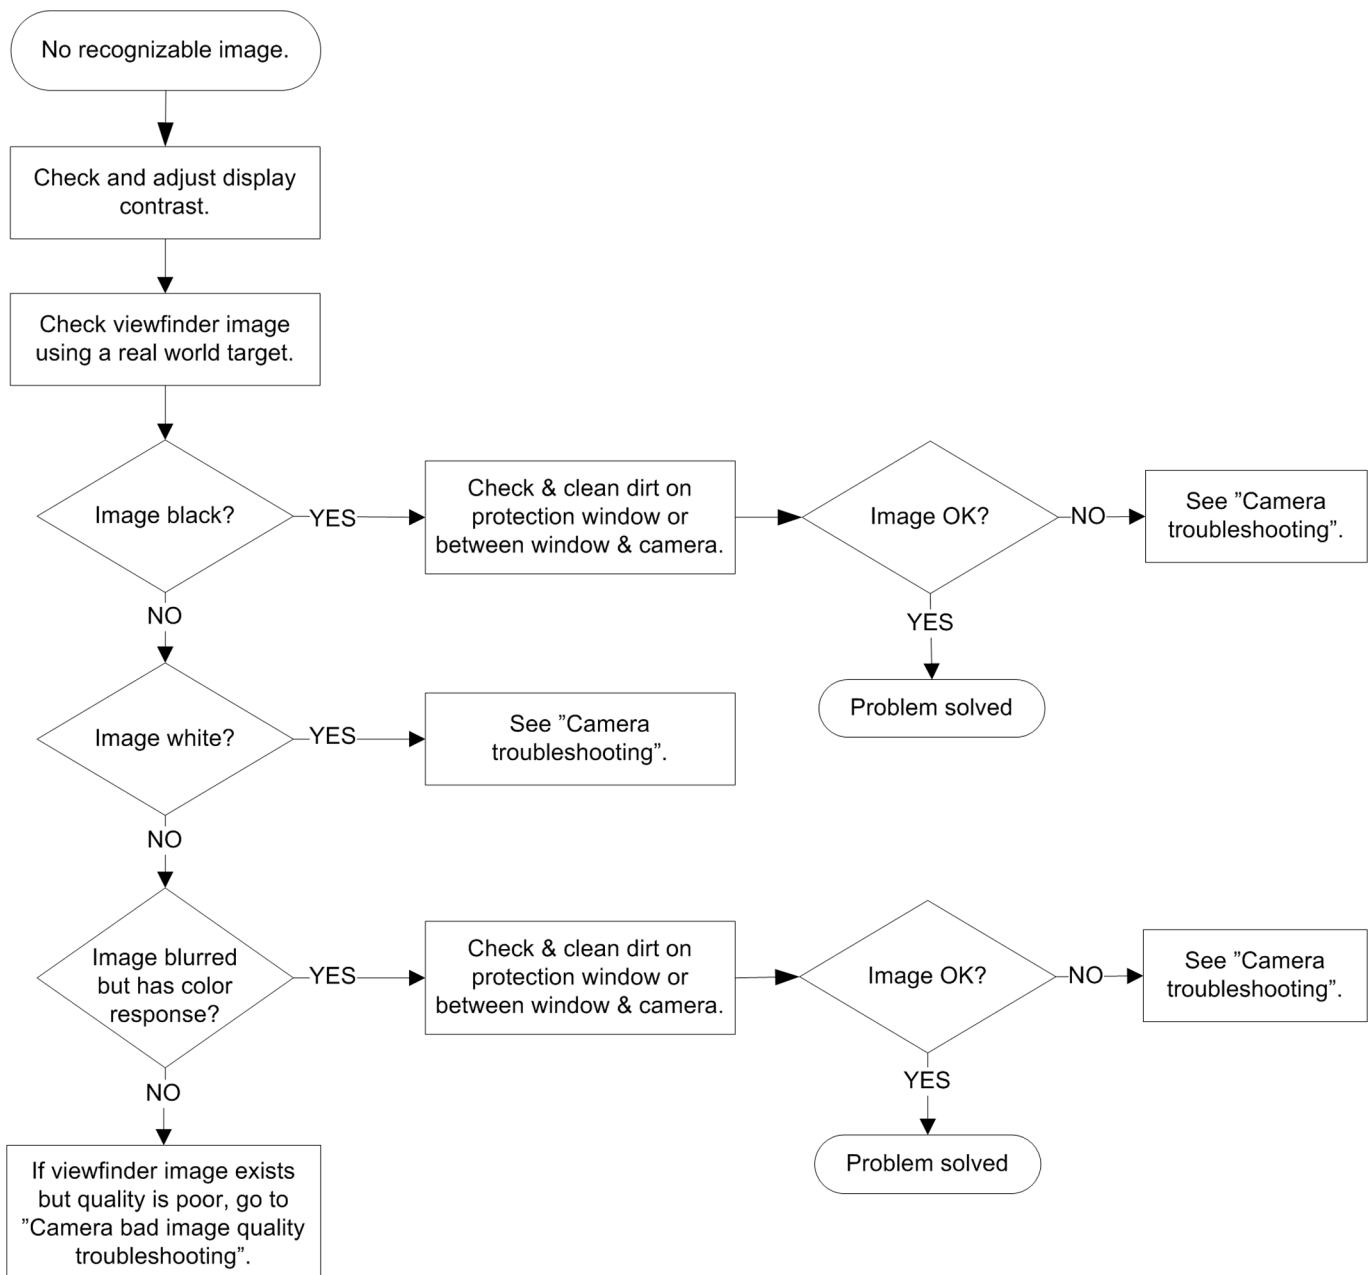 No recognizable image.
Check and adjust display
contrast.
Check viewfinder image
using a real world target.
Image black?
YES
Check & clean dirt on
protection window or
between window & camera.
Image OK?
NO
See ”Camera
troubleshooting”.
YES
Problem solved
NO
Image white?
YES
See ”Camera
troubleshooting”.
NO
Image blurred
but has color
response?
YES
Check & clean dirt on
protection window or
between window & camera.
Image OK?
NO
See ”Camera
troubleshooting”.
YES
Problem solved
NO
If viewfinder image exists
but quality is poor, go to
”Camera bad image quality
troubleshooting”.